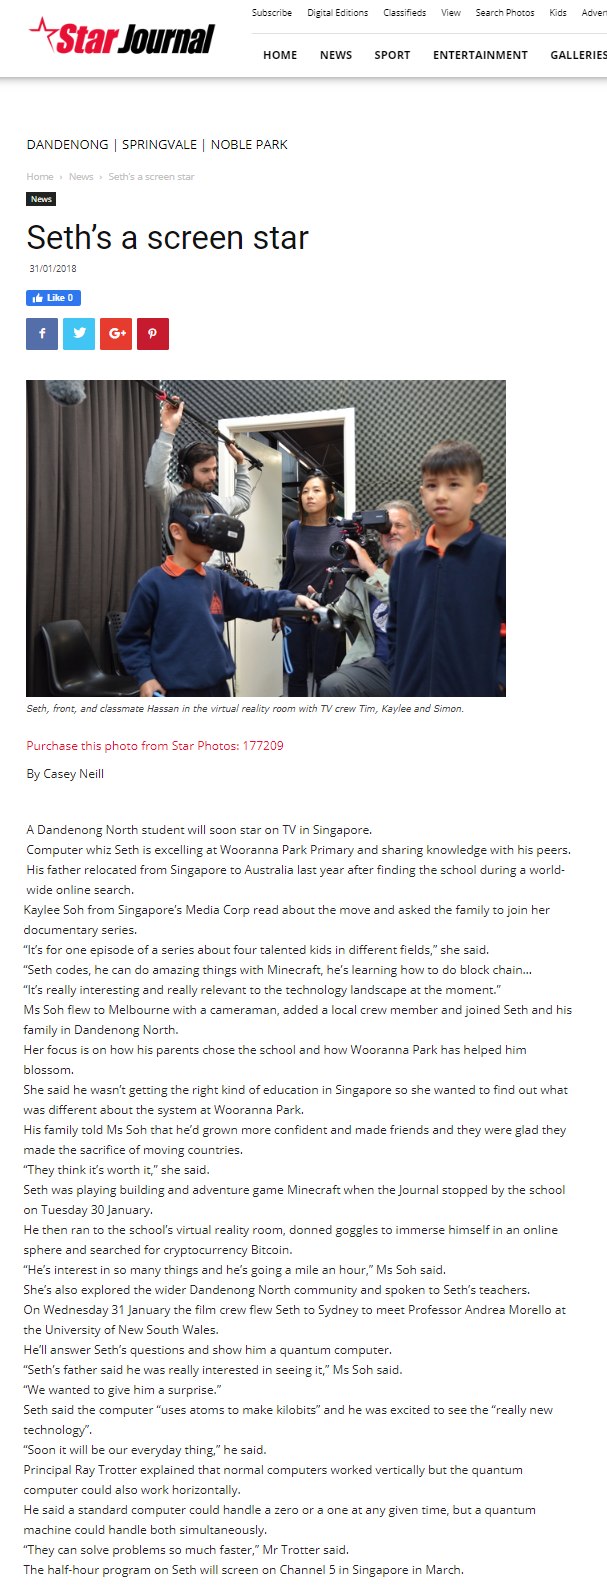 Subscribe Digital Editions Classifieds View Search Photos Kids Adver
Star Journal
HOME NEWS SPORT ENTERTAINMENT GALLERIES
DANDENONG | SPRINGVALE | NOBLE PARK
Home › News › Seth's a screen star
News
Seth's a screen star
31/01/2018
Like 0
Seth, front, and classmate Hassan in the virtual reality room with TV crew Tim, Kaylee and Simon.
Purchase this photo from Star Photos: 177209
By Casey Neill
A Dandenong North student will soon star on TV in Singapore.
Computer whiz Seth is excelling at Wooranna Park Primary and sharing knowledge with his peers.
His father relocated from Singapore to Australia last year after finding the school during a world-
wide online search.
Kaylee Soh from Singapore's Media Corp read about the move and asked the family to join her
documentary series.
“It's for one episode of a series about four talented kids in different fields,” she said.
“Seth codes, he can do amazing things with Minecraft, he's learning how to do block chain...
“It's really interesting and really relevant to the technology landscape at the moment.”
Ms Soh flew to Melbourne with a cameraman, added a local crew member and joined Seth and his
family in Dandenong North.
Her focus is on how his parents chose the school and how Wooranna Park has helped him
blossom.
She said he wasn't getting the right kind of education in Singapore so she wanted to find out what
was different about the system at Wooranna Park.
His family told Ms Soh that he'd grown more confident and made friends and they were glad they
made the sacrifice of moving countries.
“They think it's worth it,” she said.
Seth was playing building and adventure game Minecraft when the Journal stopped by the school
on Tuesday 30 January.
He then ran to the school's virtual reality room, donned goggles to immerse himself in an online
sphere and searched for cryptocurrency Bitcoin.
“He's interest in so many things and he's going a mile an hour,” Ms Soh said.
She's also explored the wider Dandenong North community and spoken to Seth's teachers.
On Wednesday 31 January the film crew flew Seth to Sydney to meet Professor Andrea Morello at
the University of New South Wales.
He'll answer Seth's questions and show him a quantum computer.
“Seth's father said he was really interested in seeing it,” Ms Soh said.
“We wanted to give him a surprise.”
Seth said the computer “uses atoms to make kilobits” and he was excited to see the “really new
technology”.
“Soon it will be our everyday thing,” he said.
Principal Ray Trotter explained that normal computers worked vertically but the quantum
computer could also work horizontally.
He said a standard computer could handle a zero or a one at any given time, but a quantum
machine could handle both simultaneously.
“They can solve problems so much faster,” Mr Trotter said.
The half-hour program on Seth will screen on Channel 5 in Singapore in March.